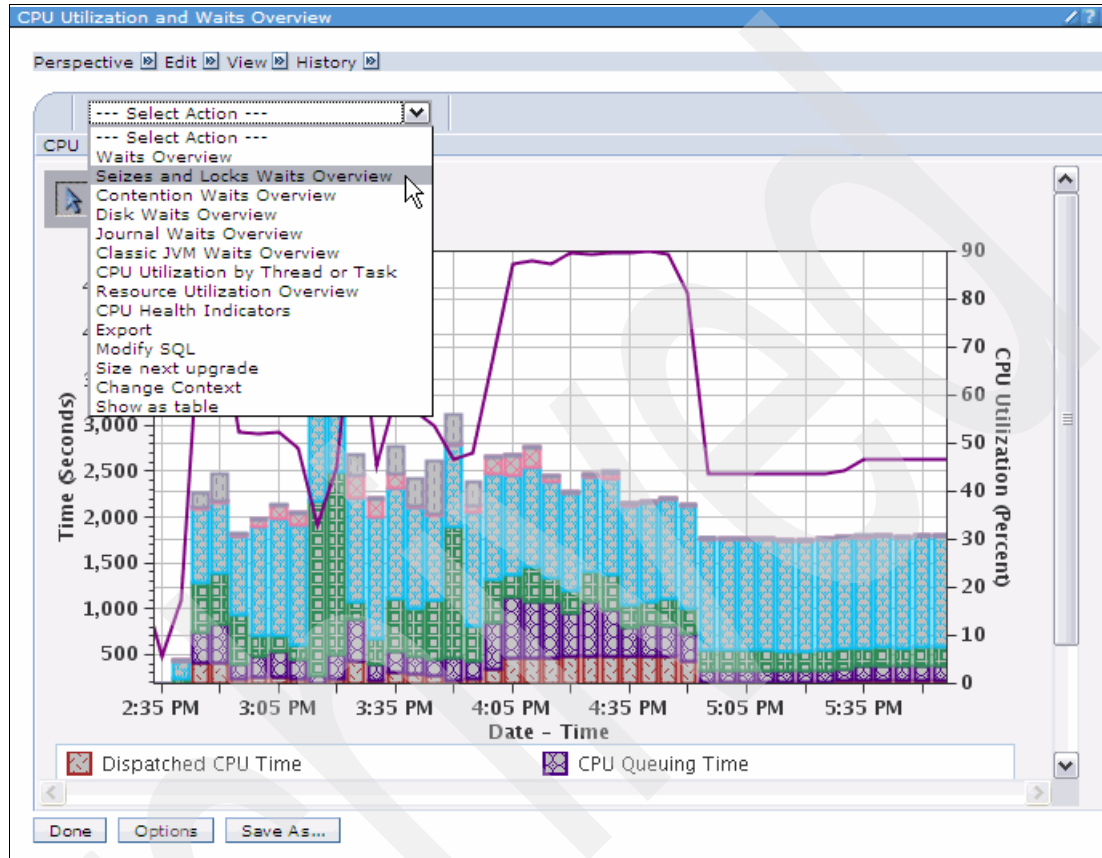 CPU Utilization and Waits Overview
?
Perspective Edit View History
--- Select Action ---
--- Select Action ---
CPU
Waits Overview
Seizes and Locks Waits Overview
Contention Waits Overview
Disk Waits Overview
Journal Waits Overview
Classic JVM Waits Overview
CPU Utilization by Thread or Task
Resource Utilization Overview
CPU Health Indicators
Export
Modify SQL
Size next upgrade
Change Context
Show as table
Time (Seconds)
3,000
2,500
2,000
1,500
1,000
500
90
80
70
60
50
40
30
20
10
0
CPU Utilization (Percent)
2:35 PM 3:05 PM 3:35 PM 4:05 PM 4:35 PM 5:05 PM 5:35 PM
Date - Time
Dispatched CPU Time CPU Queuing Time
Done Options Save As...